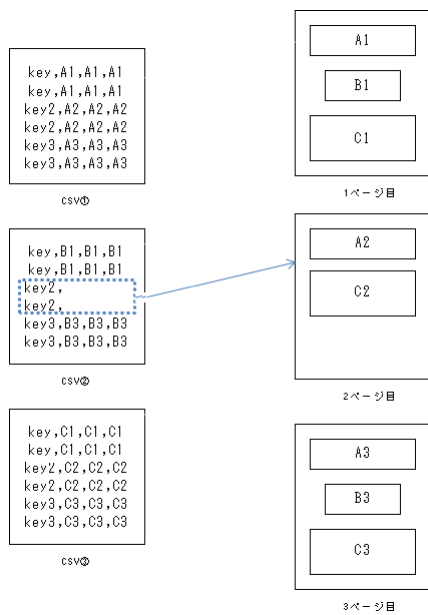 key,A1,A1,A1
key,A1,A1,A1
key2,A2,A2,A2
key2,A2,A2,A2
key3,A3,A3,A3
key3,A3,A3,A3
csv①
key,B1,B1,B1
key,B1,B1,B1
key2,
key2,
key3,B3,B3,B3
key3,B3,B3,B3
csv②
key,C1,C1,C1
key,C1,C1,C1
key2,C2,C2,C2
key2,C2,C2,C2
key3,C3,C3,C3
key3,C3,C3,C3
csv③
A1
B1
C1
1ページ目
A2
C2
2ページ目
A3
B3
C3
3ページ目